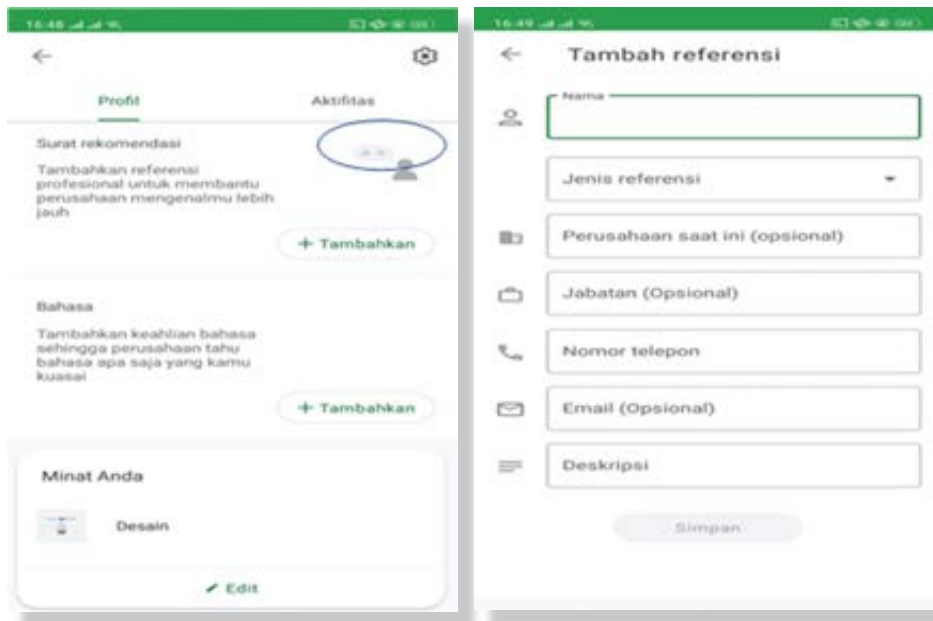 16:48
Profil
Aktifitas
Surat rekomendasi
Tambahkan referensi
profesional untuk membantu
perusahaan mengenalmu lebih
jauh
+ Tambahkan
Bahasa
Tambahkan keahlian bahasa
sehingga perusahaan tahu
bahasa apa saja yang kamu
kuasai
+ Tambahkan
Minat Anda
Desain
Edit
16:49
Tambah referensi
Nama
Jenis referensi
Perusahaan saat ini (opsional)
Jabatan (Opsional)
Nomor telepon
Email (Opsional)
Deskripsi
Simpan